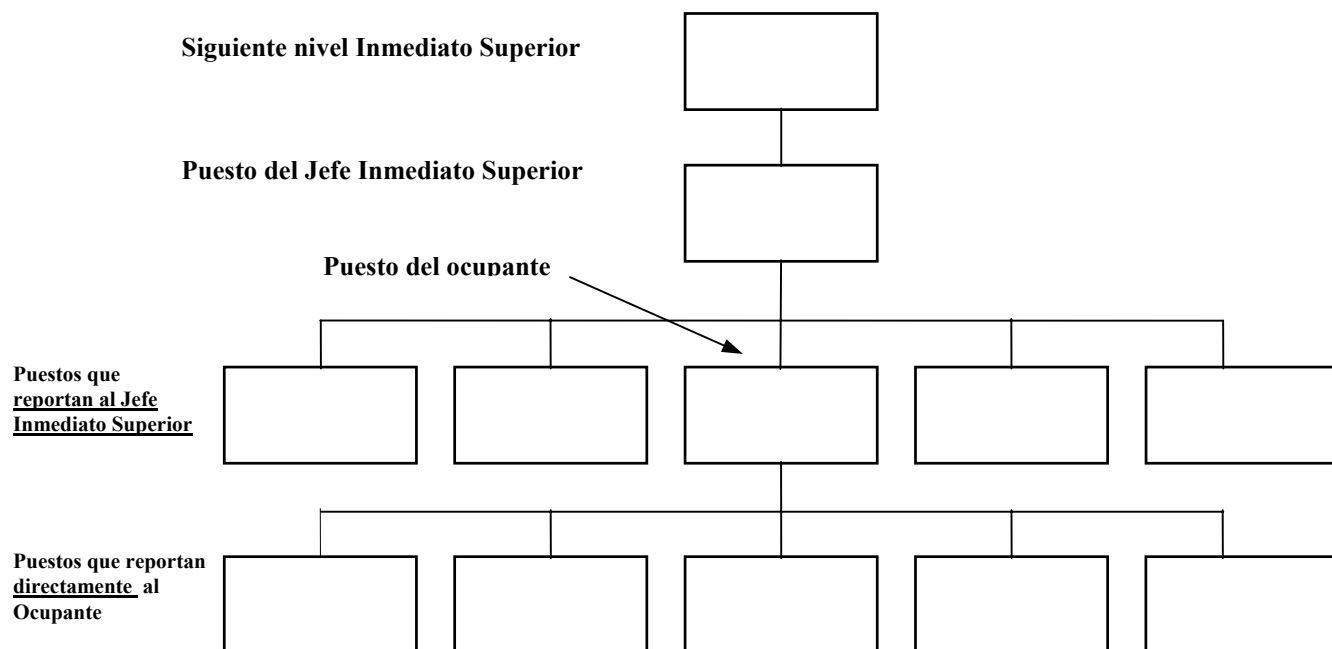 Siguiente nivel Inmediato Superior
Puesto del Jefe Inmediato Superior
Puesto del ocupante
Puestos que
reportan al Jefe
Inmediato Superior
Puestos que reportan
directamente al
Ocupante